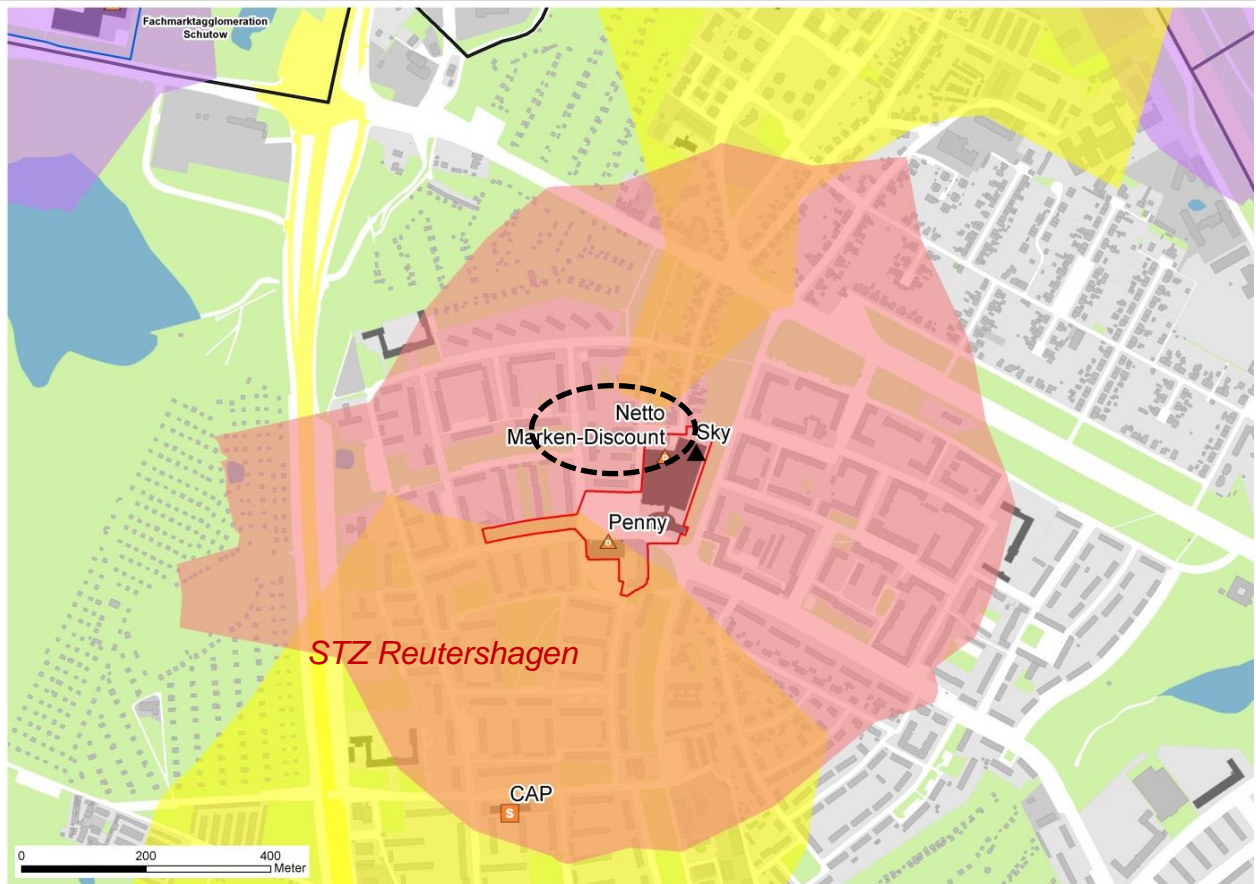 Fachmarktagglomeration
Schutow
Netto
Marken-Discount
Sky
Penny
STZ Reutershagen
CAP
S
0 200 400
Meter